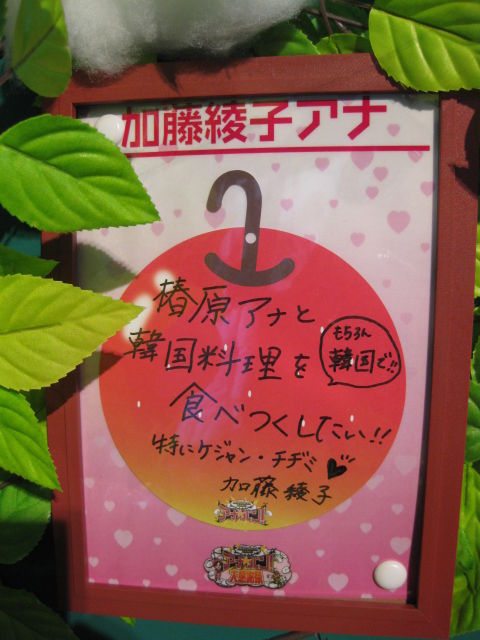 加藤綾子アナ
椿原アナと
韓国料理を
もちろん
韓国で!!
食べつくしたい!!
特にケジャン・チヂミ♥
加藤綾子